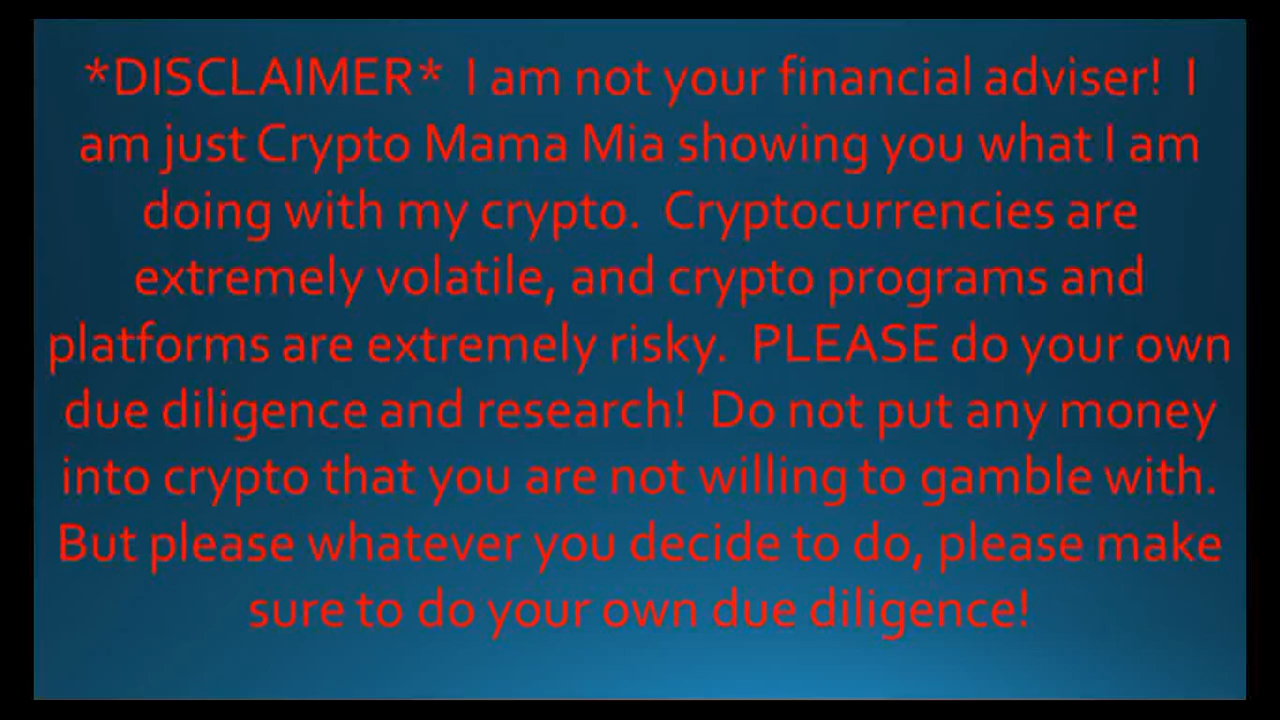 *DISCLAIMER* I am not your financial adviser! I
am just Crypto Mama Mia showing you what I am
doing with my crypto. Cryptocurrencies are
extremely volatile, and crypto programs and
platforms are extremely risky. PLEASE do your own
due diligence and research! Do not put any money
into crypto that you are not willing to gamble with.
But please whatever you decide to do, please make
sure to do your own due diligence!